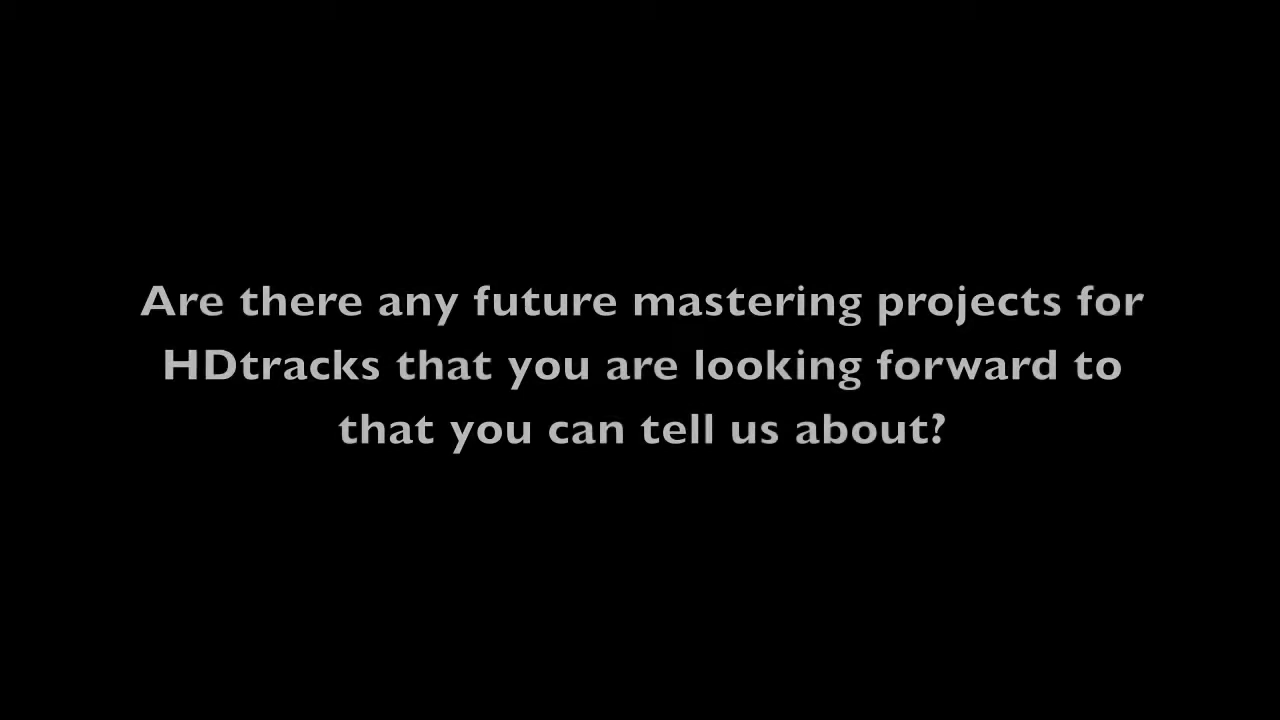 Are there any future mastering projects for
HDtracks that you are looking forward to
that you can tell us about?